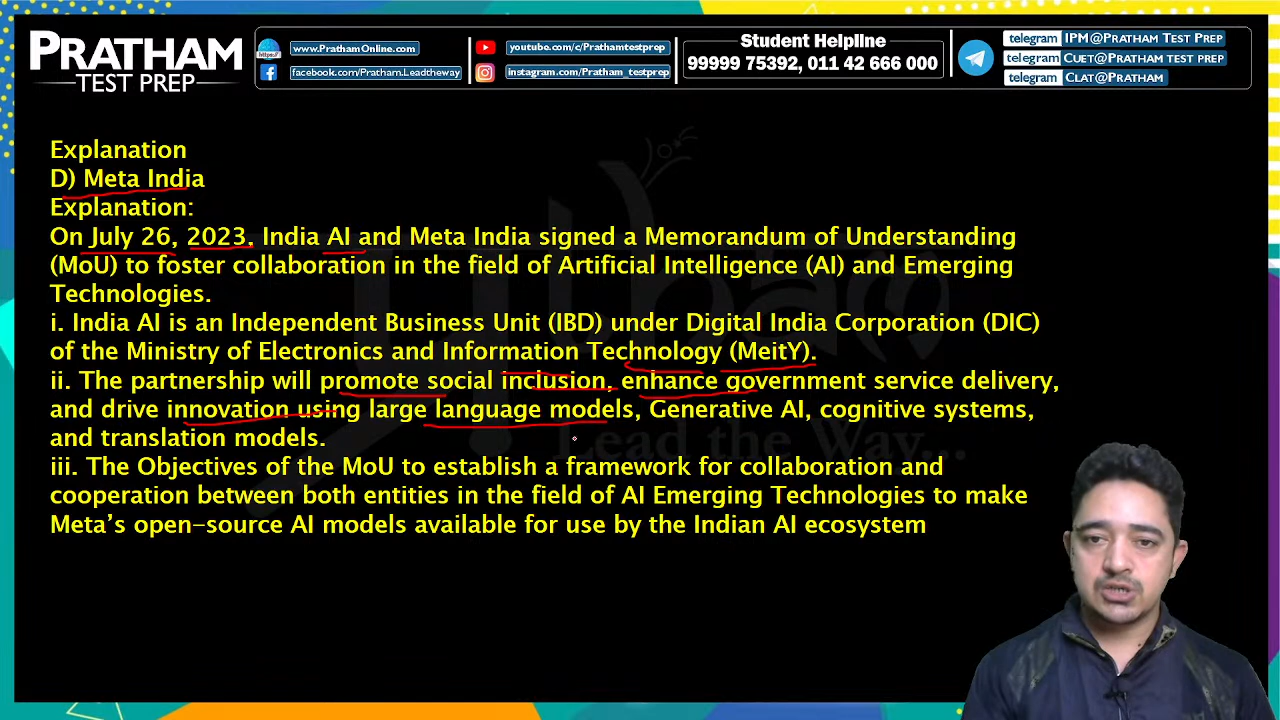 PRATHAM
TEST PREP
https://
www.PrathamOnline.com
facebook.com/Pratham.Leadtheway
youtube.com/c/Prathamtestprep
instagram.com/Pratham_testprep
Student Helpline
99999 75392, 011 42 666 000
telegram IPM@PRATHAM TEST PREP
telegram CUET@PRATHAM TEST PREP
telegram CLAT@PRATHAM
Explanation
D) Meta India
Explanation:
On July 26, 2023, India AI and Meta India signed a Memorandum of Understanding
(MoU) to foster collaboration in the field of Artificial Intelligence (AI) and Emerging
Technologies.
i. India AI is an Independent Business Unit (IBD) under Digital India Corporation (DIC)
of the Ministry of Electronics and Information Technology (MeitY).
ii. The partnership will promote social inclusion, enhance government service delivery,
and drive innovation using large language models, Generative AI, cognitive systems,
and translation models.
Lead the Way...
iii. The Objectives of the MoU to establish a framework for collaboration and
cooperation between both entities in the field of AI Emerging Technologies to make
Meta’s open-source AI models available for use by the Indian AI ecosystem